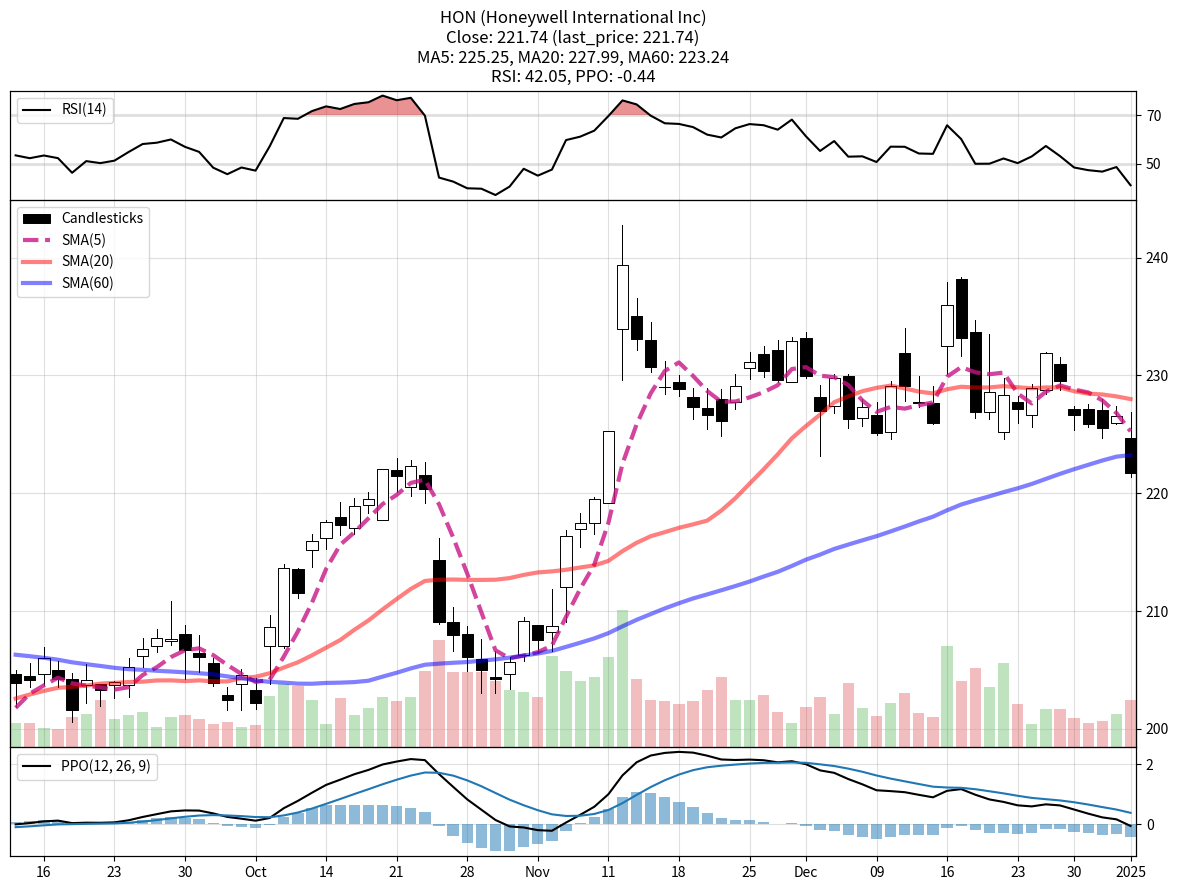 HON (Honeywell International Inc)
Close: 221.74 (last_price: 221.74)
MA5: 225.25, MA20: 227.99, MA60: 223.24
RSI: 42.05, PPO: -0.44
RSI(14)
70
50
Candlesticks
SMA(5)
SMA(20)
SMA(60)
240
230
220
210
200
PPO(12, 26, 9)
2
0
16 23 30 Oct 14 21 28 Nov 11 18 25 Dec 09 16 23 30 2025